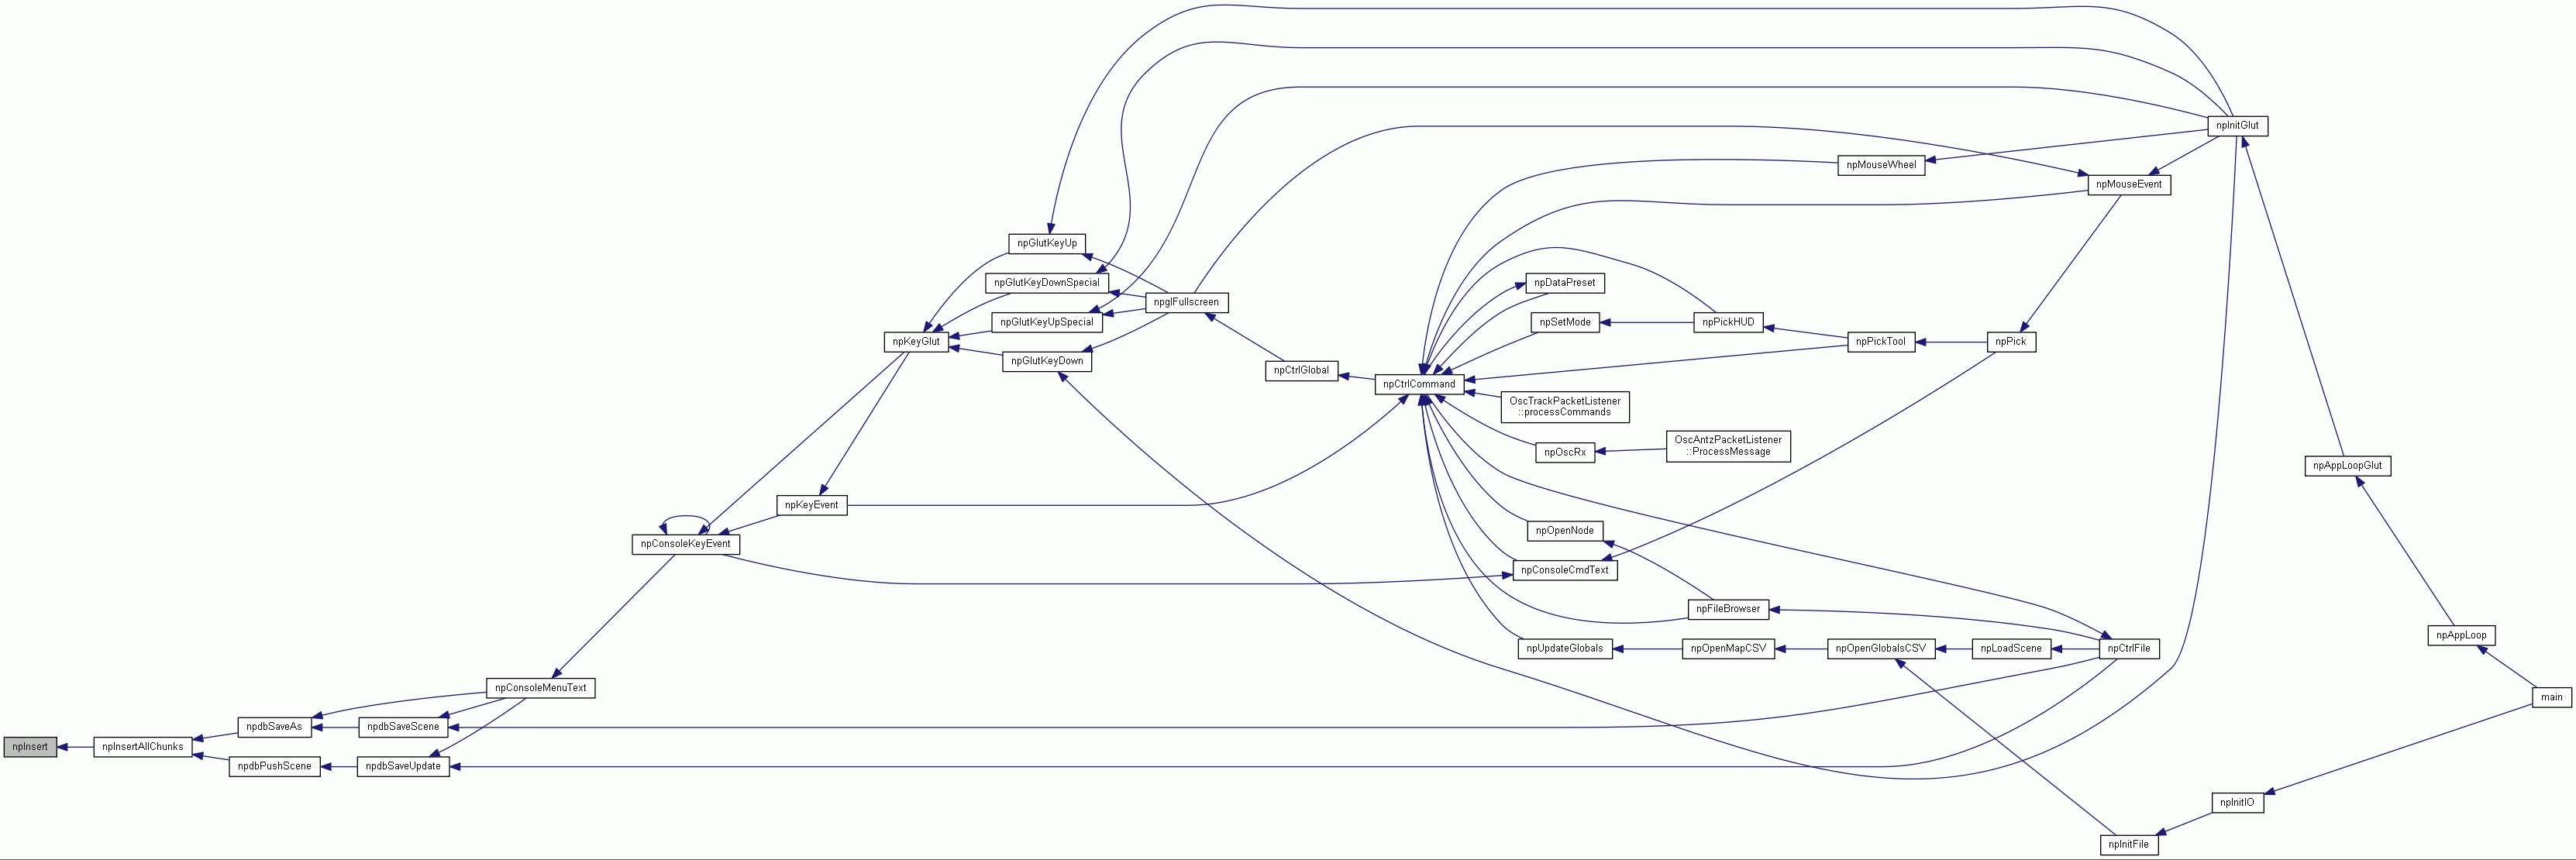 npInsert
npInsertAllChunks
npdbSaveAs
npdbPushScene
npdbSaveScene
npdbSaveUpdate
npConsoleMenuText
npConsoleKeyEvent
npKeyEvent
npKeyGlut
npGlutKeyUp
npGlutKeyDownSpecial
npGlutKeyUpSpecial
npGlutKeyDown
npglFullscreen
npCtrlGlobal
npCtrlCommand
npDataPreset
npSetMode
OscTrackPacketListener
::processCommands
npOscRx
OscAntzPacketListener
::ProcessMessage
npOpenNode
npConsoleCmdText
npFileBrowser
npUpdateGlobals
npOpenMapCSV
npOpenGlobalsCSV
npLoadScene
npCtrlFile
npPickHUD
npPickTool
npPick
npMouseWheel
npMouseEvent
npInitGlut
npAppLoopGlut
npAppLoop
main
npInitIO
npInitFile